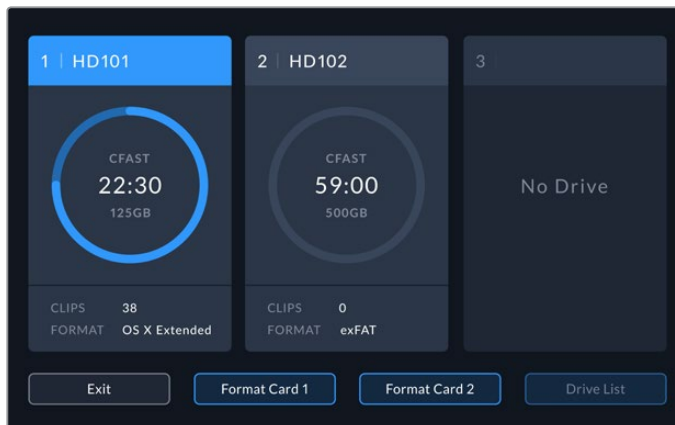 1 | HD101
CFAST
22:30
125GB
CLIPS 38
FORMAT OS X Extended
2 | HD102
CFAST
59:00
500GB
CLIPS 0
FORMAT exFAT
3
No Drive
Exit
Format Card 1
Format Card 2
Drive List